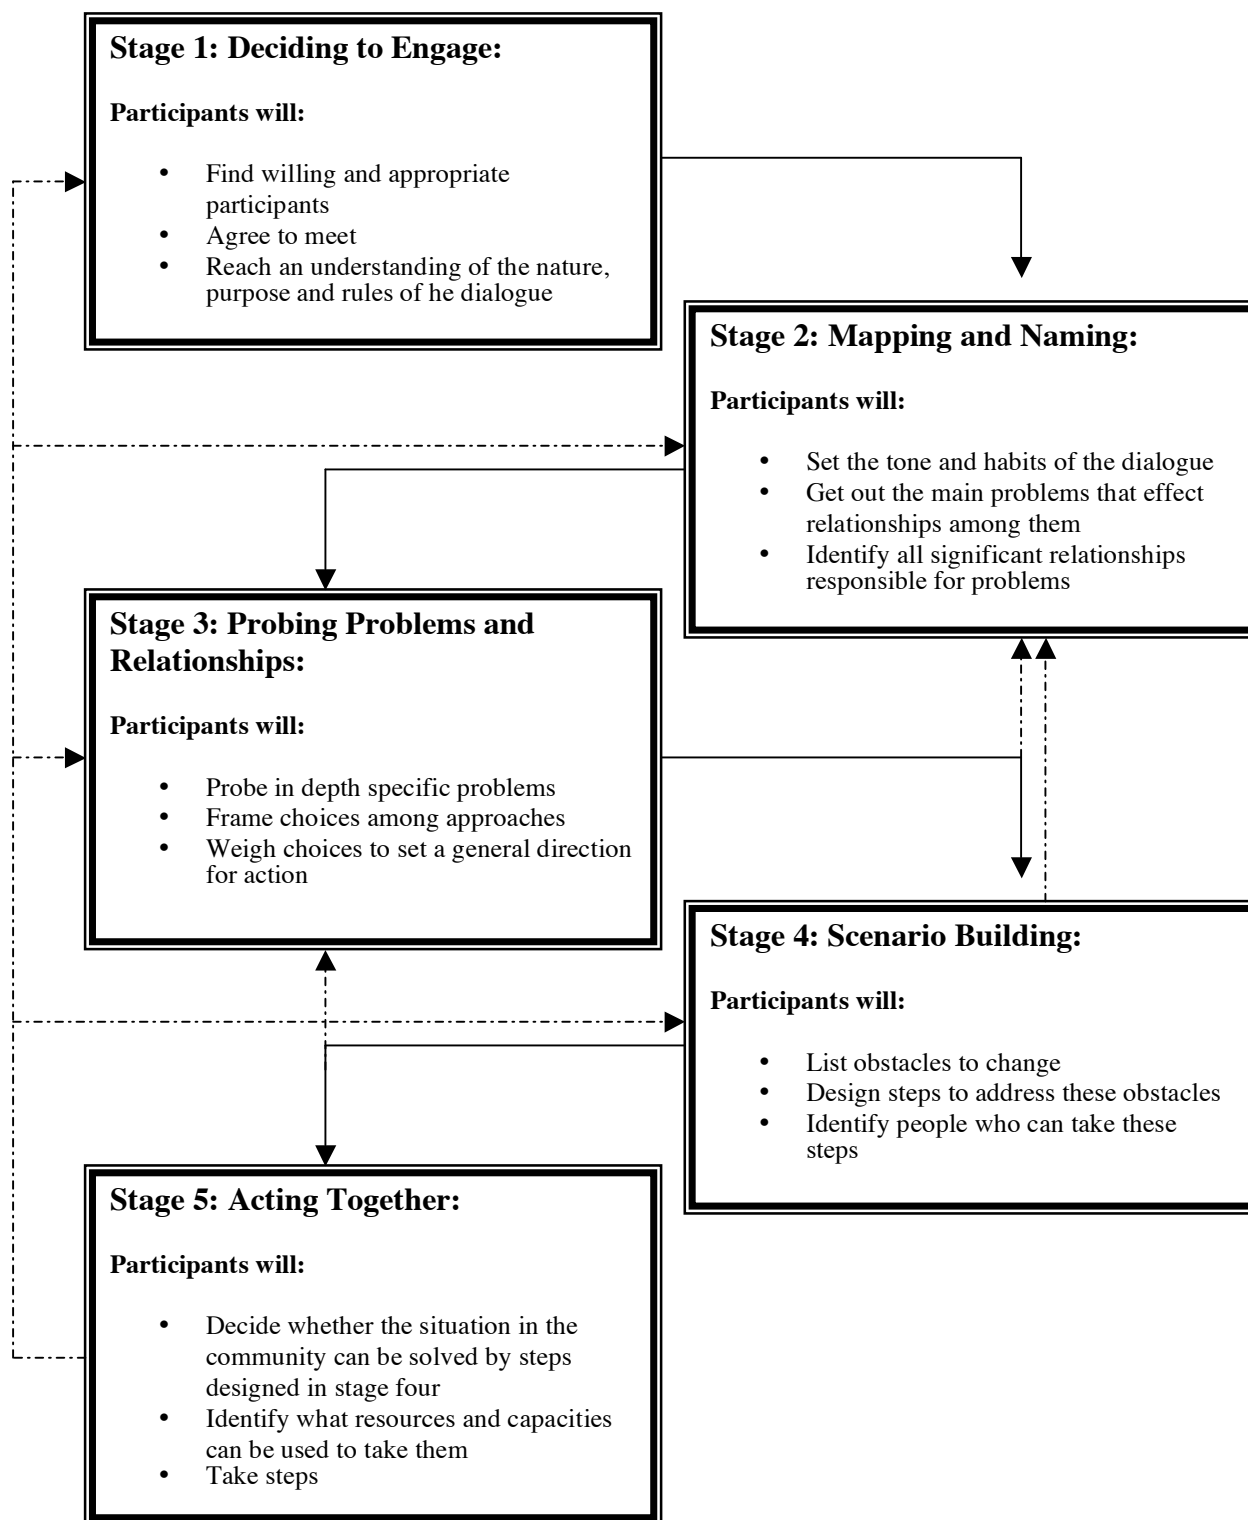 Stage 1: Deciding to Engage:
Participants will:
• Find willing and appropriate
participants
• Agree to meet
• Reach an understanding of the nature,
purpose and rules of he dialogue
Stage 2: Mapping and Naming:
Participants will:
• Set the tone and habits of the dialogue
• Get out the main problems that effect
relationships among them
• Identify all significant relationships
responsible for problems
Stage 3: Probing Problems and
Relationships:
Participants will:
• Probe in depth specific problems
• Frame choices among approaches
• Weigh choices to set a general direction
for action
Stage 4: Scenario Building:
Participants will:
• List obstacles to change
• Design steps to address these obstacles
• Identify people who can take these
steps
Stage 5: Acting Together:
Participants will:
• Decide whether the situation in the
community can be solved by steps
designed in stage four
• Identify what resources and capacities
can be used to take them
• Take steps